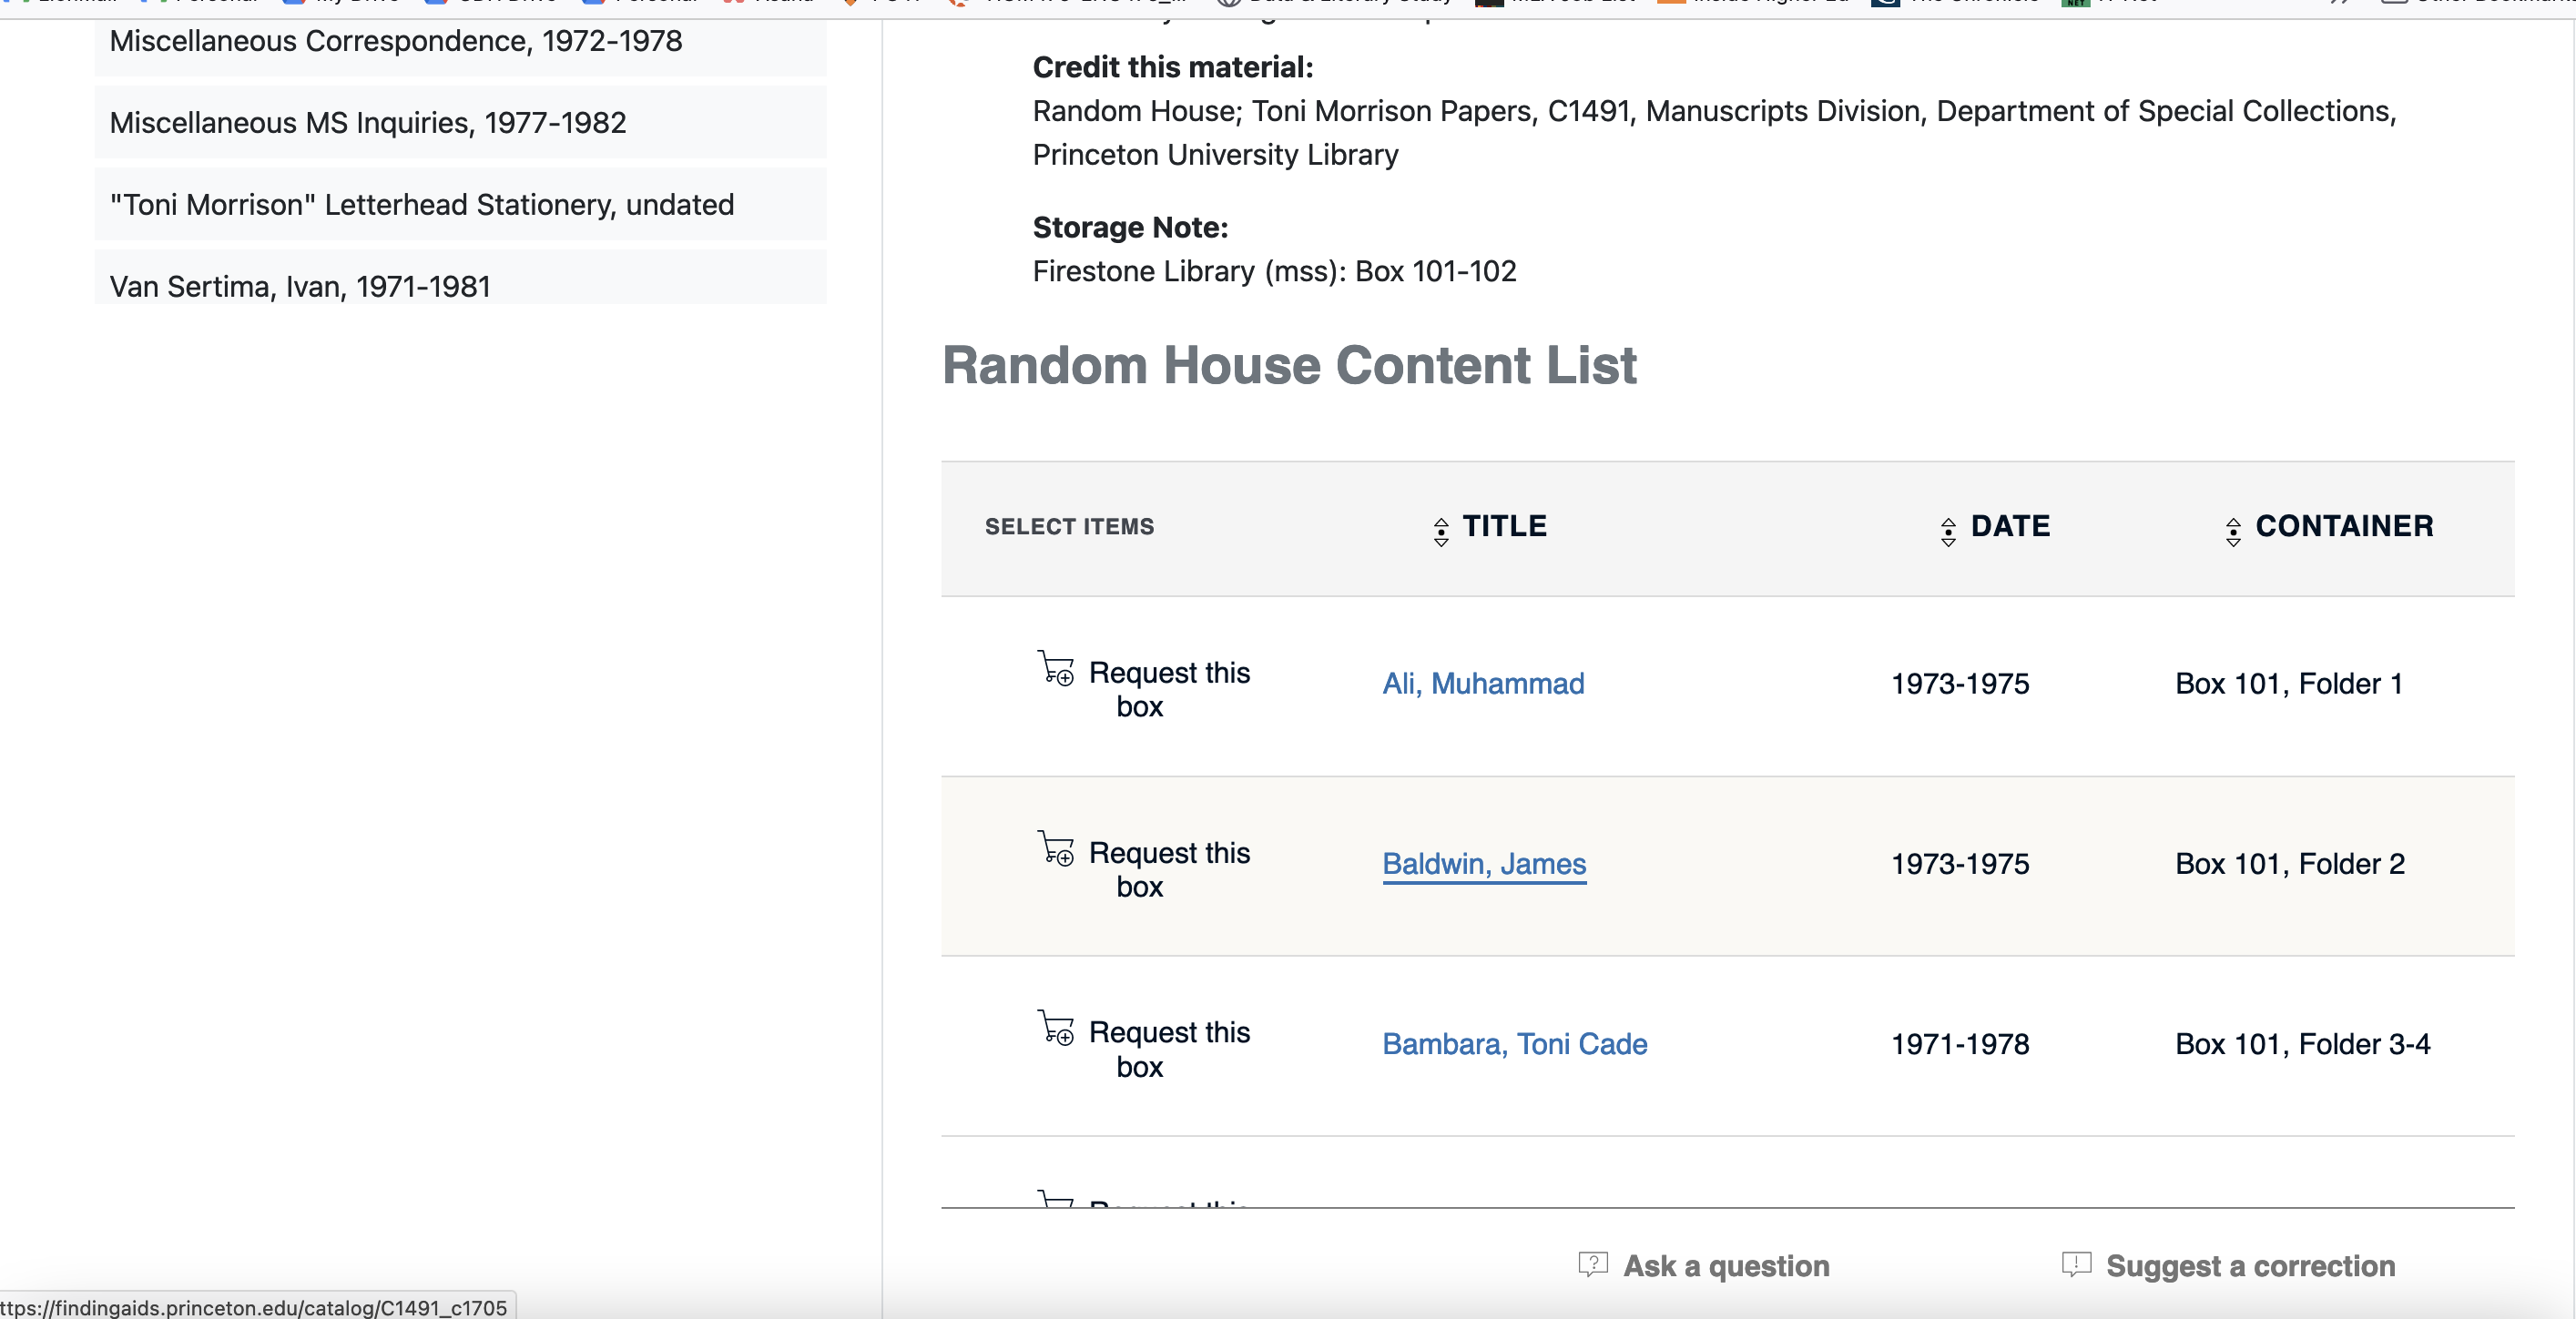 Miscellaneous Correspondence, 1972-1978
Miscellaneous MS Inquiries, 1977-1982
"Toni Morrison" Letterhead Stationery, undated
Van Sertima, Ivan, 1971-1981
Credit this material:
Random House; Toni Morrison Papers, C1491, Manuscripts Division, Department of Special Collections,
Princeton University Library
Storage Note:
Firestone Library (mss): Box 101-102
Random House Content List
SELECT ITEMS TITLE DATE CONTAINER
Request this
box
Ali, Muhammad 1973-1975 Box 101, Folder 1
Request this
box
Baldwin, James 1973-1975 Box 101, Folder 2
Request this
box
Bambara, Toni Cade 1971-1978 Box 101, Folder 3-4
Request this
Ask a question Suggest a correction
ttps://findingaids.princeton.edu/catalog/C1491_c1705